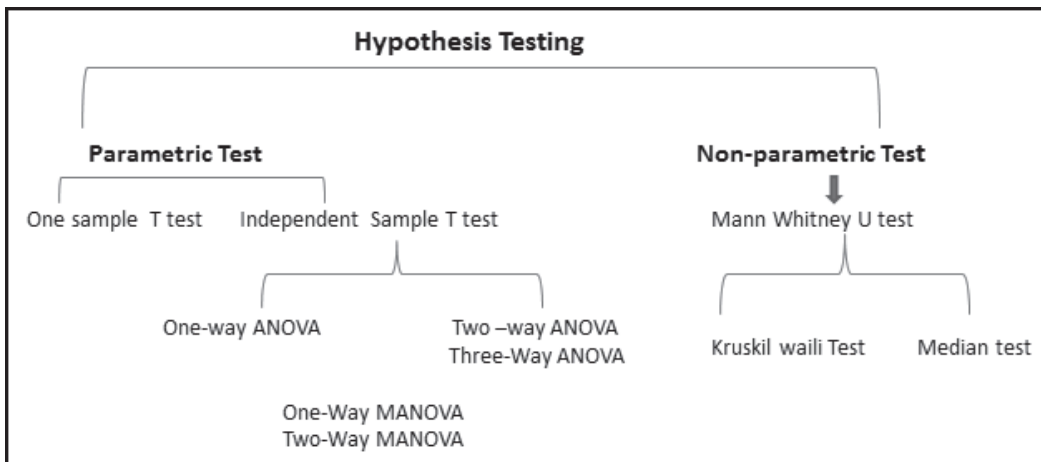 Hypothesis Testing
Parametric Test
Non-parametric Test
One sample T test
Independent Sample T test
Mann Whitney U test
One-way ANOVA
Two –way ANOVA
Three-Way ANOVA
Kruskil waili Test
Median test
One-Way MANOVA
Two-Way MANOVA